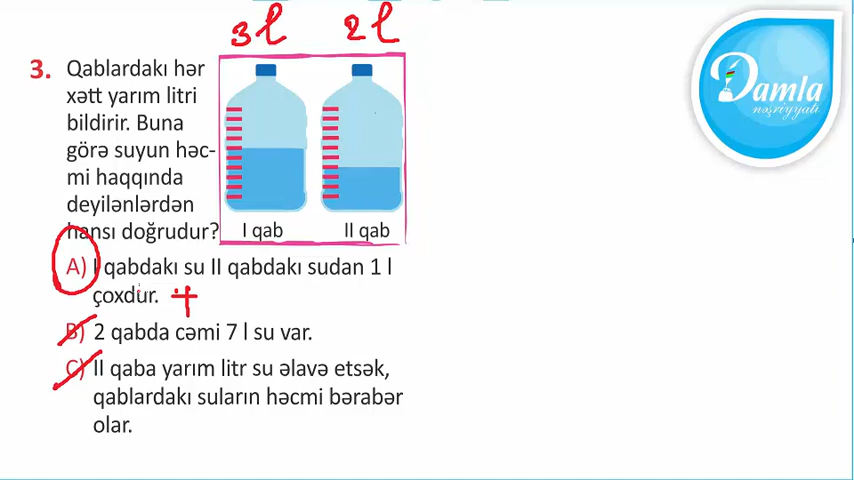 3 l 2 l
3. Qablardakı hər
xətt yarım litri
bildirir. Buna
görə suyun həc-
mi haqqında
deyilənlərdən
hansı doğrudur?
I qab II qab
A) I qabdakı su II qabdakı sudan 1 l
çoxdur. +
B) 2 qabda cəmi 7 l su var.
C) II qaba yarım litr su əlavə etsək,
qablardakı suların həcmi bərabər
olar.
Damla
nəşriyyatı